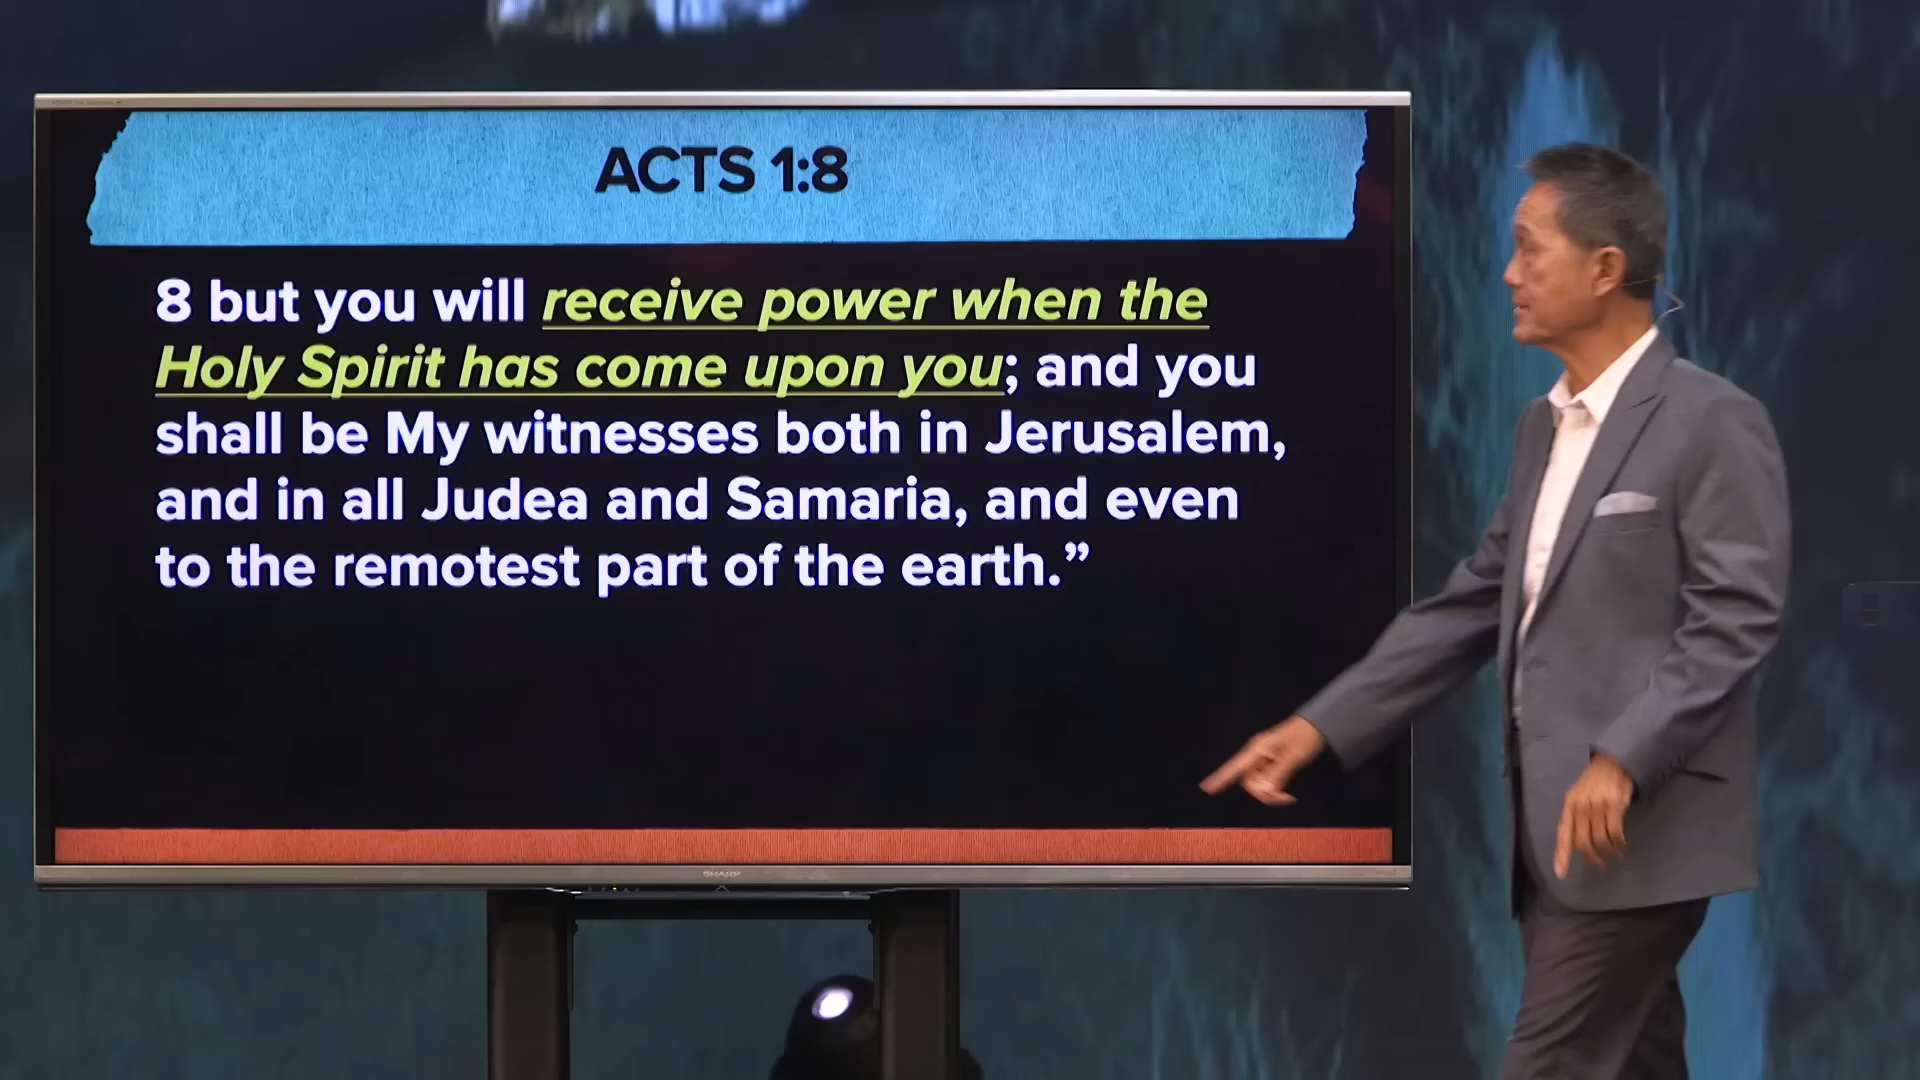 ACTS 1:8
8 but you will receive power when the
Holy Spirit has come upon you; and you
shall be My witnesses both in Jerusalem,
and in all Judea and Samaria, and even
to the remotest part of the earth.”
SHARP